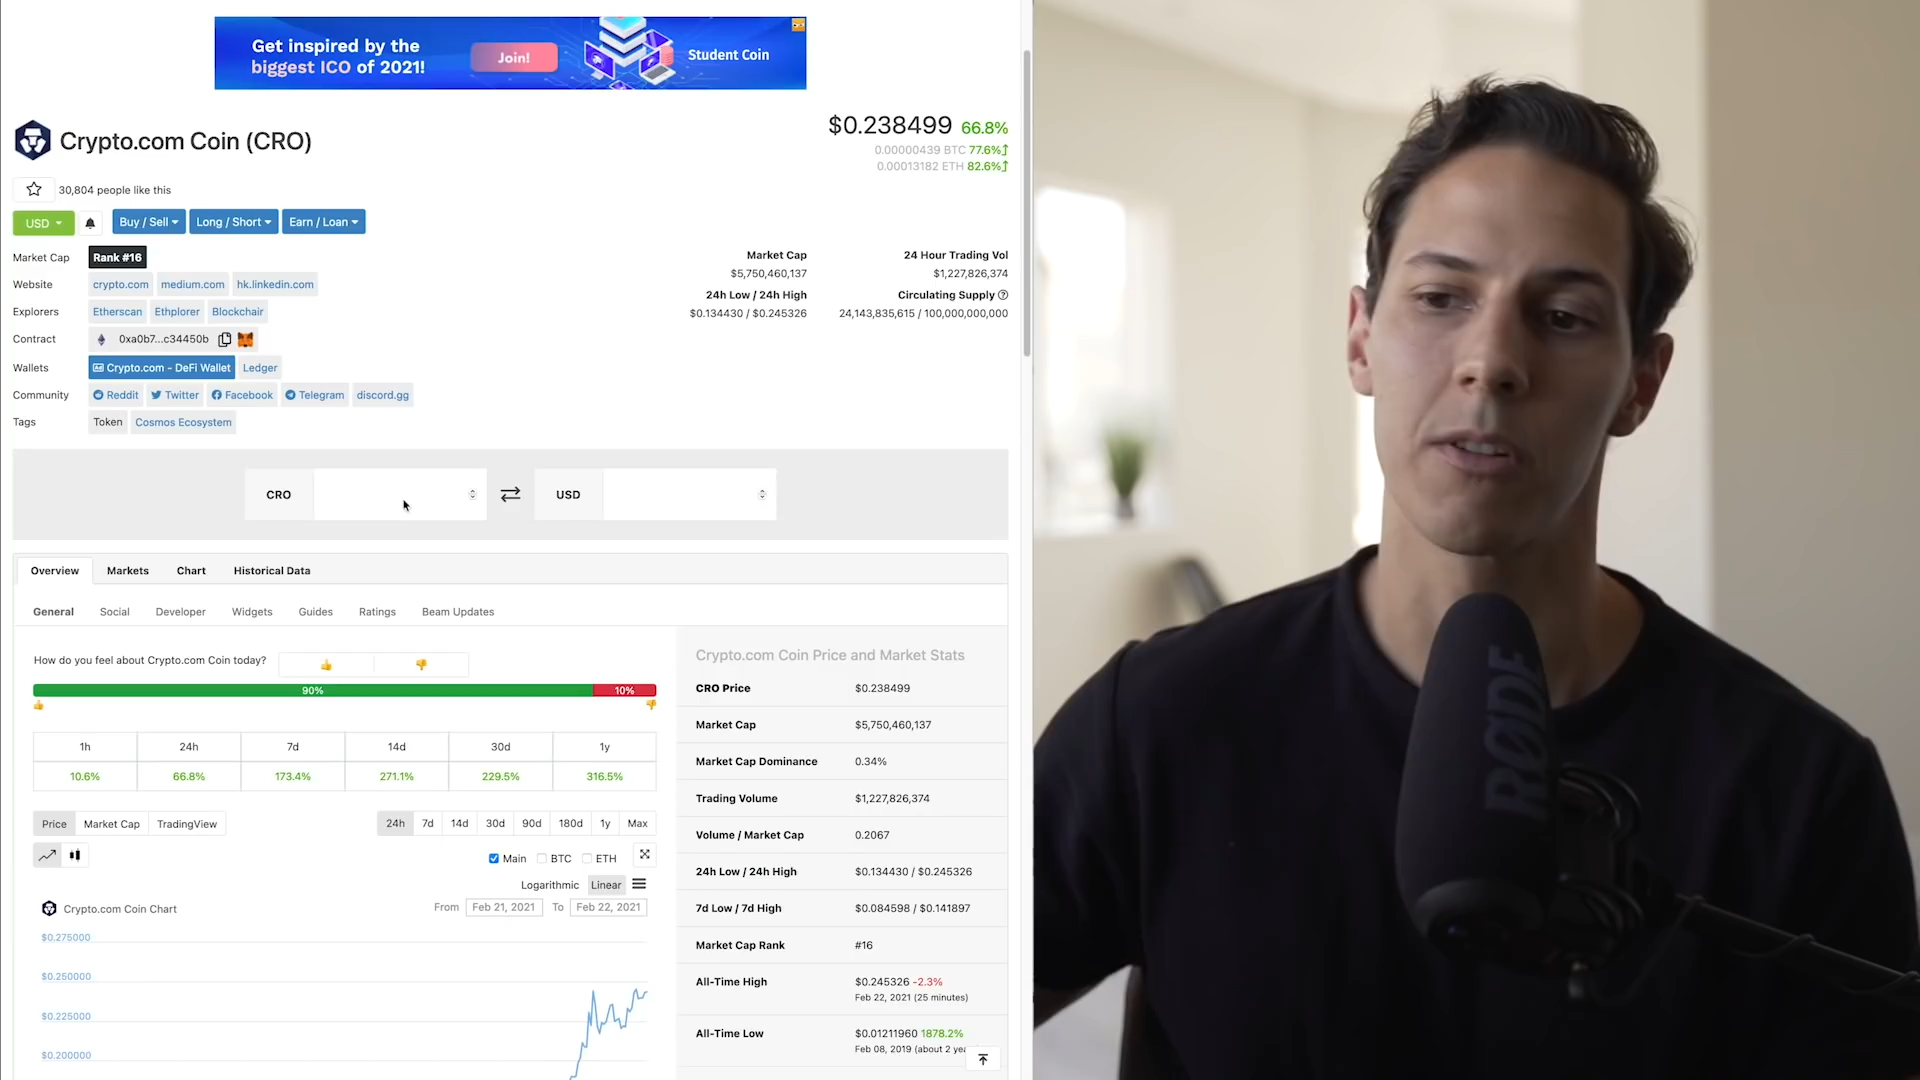 Get inspired by the
biggest ICO of 2021!
Join!
Student Coin
Crypto.com Coin (CRO)
$0.238499 66.8%
0.00000439 BTC 77.6%
0.00013182 ETH 82.6%
30,804 people like this
USD
Buy / Sell
Long / Short
Earn / Loan
Market Cap Rank #16
Website crypto.com medium.com hk.linkedin.com
Explorers Etherscan Ethplorer Blockchair
Contract 0xa0b7...c34450b
Wallets Crypto.com - DeFi Wallet Ledger
Community Reddit Twitter Facebook Telegram discord.gg
Tags Token Cosmos Ecosystem
Market Cap 24 Hour Trading Vol
$5,750,460,137 $1,227,826,374
24h Low / 24h High Circulating Supply
$0.134430 / $0.245326 24,143,835,615 / 100,000,000,000
CRO USD
Overview Markets Chart Historical Data
General Social Developer Widgets Guides Ratings Beam Updates
How do you feel about Crypto.com Coin today?
90% 10%
1h 24h 7d 14d 30d 1y
10.6% 66.8% 173.4% 271.1% 229.5% 316.5%
Price Market Cap TradingView
24h 7d 14d 30d 90d 180d 1y Max
Main BTC ETH
Logarithmic Linear
Crypto.com Coin Chart
From Feb 21, 2021 To Feb 22, 2021
$0.275000
$0.250000
$0.225000
$0.200000
Crypto.com Coin Price and Market Stats
CRO Price $0.238499
Market Cap $5,750,460,137
Market Cap Dominance 0.34%
Trading Volume $1,227,826,374
Volume / Market Cap 0.2067
24h Low / 24h High $0.134430 / $0.245326
7d Low / 7d High $0.084598 / $0.141897
Market Cap Rank #16
All-Time High $0.245326 -2.3%
Feb 22, 2021 (25 minutes)
All-Time Low $0.01211960 1878.2%
Feb 08, 2019 (about 2 yea
RØDE